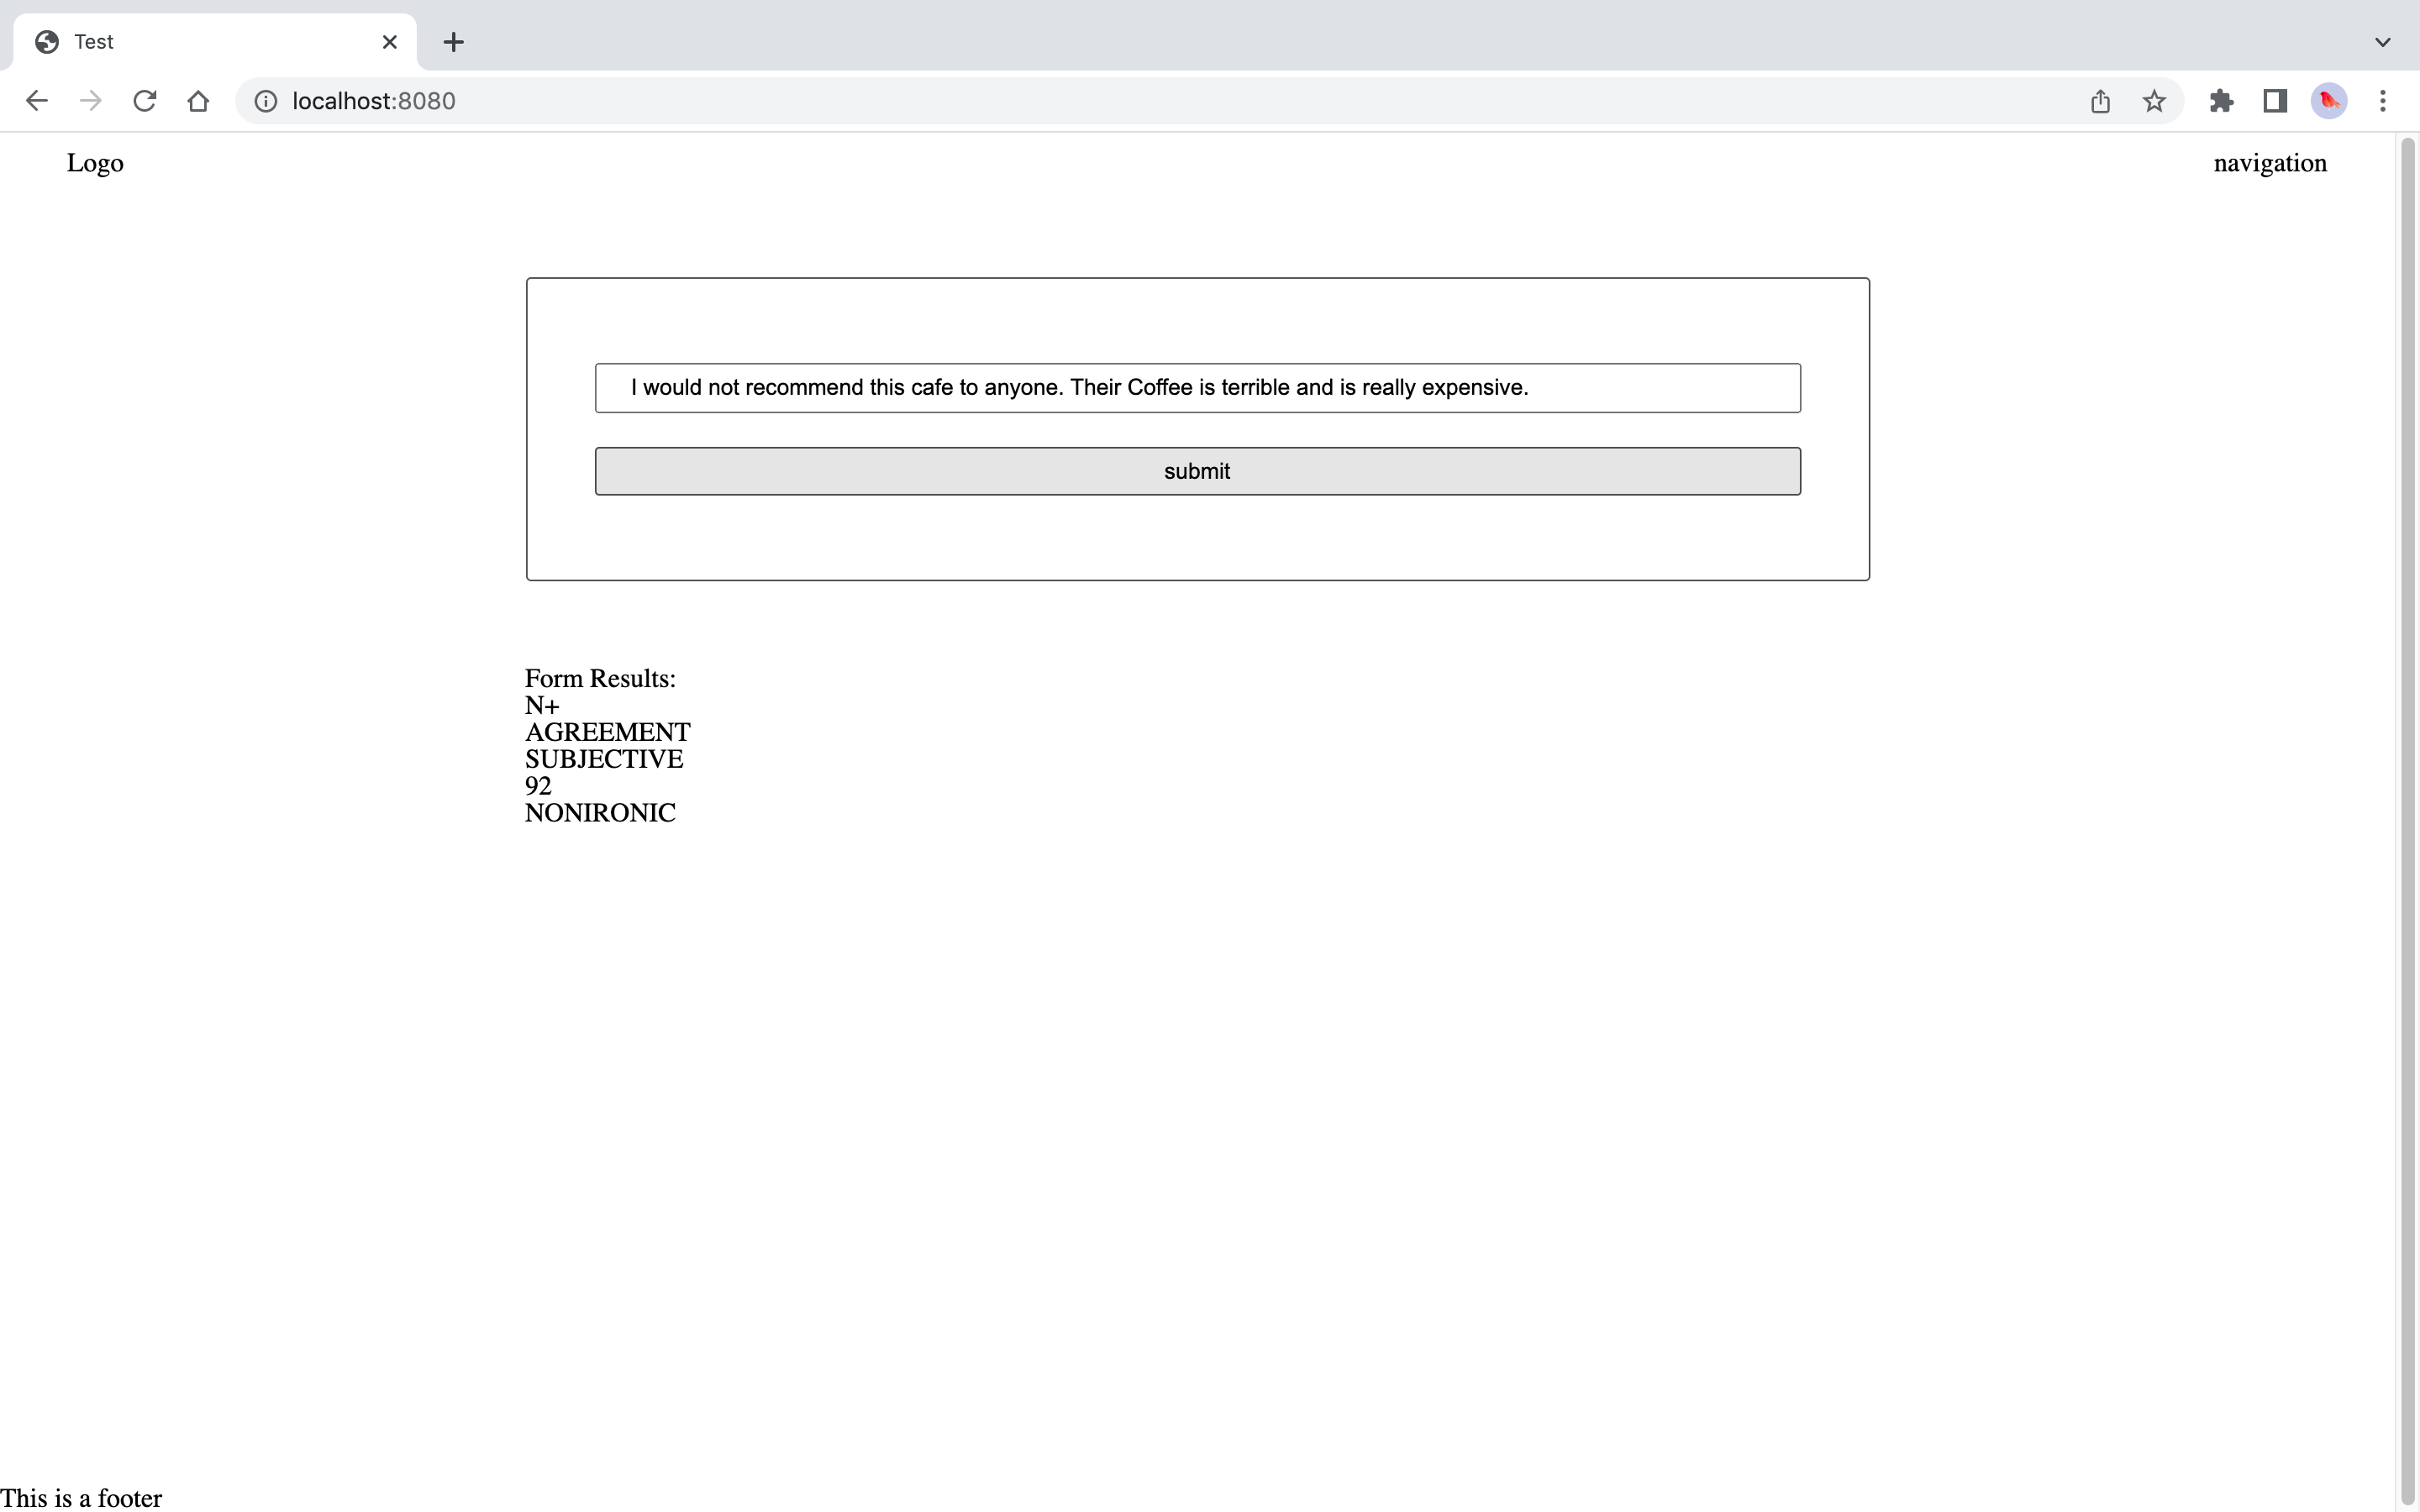 Test
localhost:8080
Logo
navigation
I would not recommend this cafe to anyone. Their Coffee is terrible and is really expensive.
submit
Form Results:
N+
AGREEMENT
SUBJECTIVE
92
NONIRONIC
This is a footer